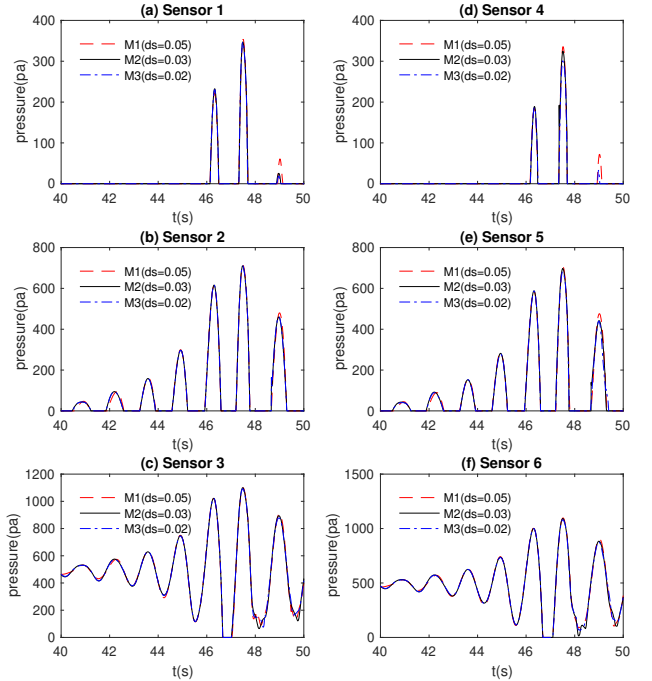 (a) Sensor 1
pressure(pa)
400
300
200
100
0
M1(ds=0.05)
M2(ds=0.03)
M3(ds=0.02)
40 42 44 46 48 50
t(s)
(d) Sensor 4
pressure(pa)
400
300
200
100
0
M1(ds=0.05)
M2(ds=0.03)
M3(ds=0.02)
40 42 44 46 48 50
t(s)
(b) Sensor 2
pressure(pa)
800
600
400
200
0
M1(ds=0.05)
M2(ds=0.03)
M3(ds=0.02)
40 42 44 46 48 50
t(s)
(e) Sensor 5
pressure(pa)
800
600
400
200
0
M1(ds=0.05)
M2(ds=0.03)
M3(ds=0.02)
40 42 44 46 48 50
t(s)
(c) Sensor 3
pressure(pa)
1200
1000
800
600
400
200
0
M1(ds=0.05)
M2(ds=0.03)
M3(ds=0.02)
40 42 44 46 48 50
t(s)
(f) Sensor 6
pressure(pa)
1500
1000
500
0
M1(ds=0.05)
M2(ds=0.03)
M3(ds=0.02)
40 42 44 46 48 50
t(s)